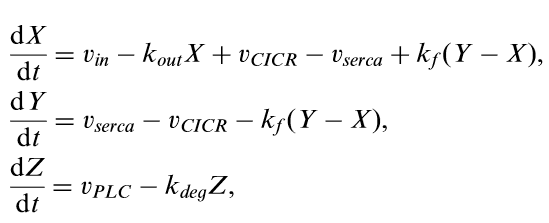 dX/dt = v_in − k_out X + v_CICR − v_serca + k_f (Y − X),
dY/dt = v_serca − v_CICR − k_f (Y − X),
dZ/dt = v_PLC − k_deg Z,